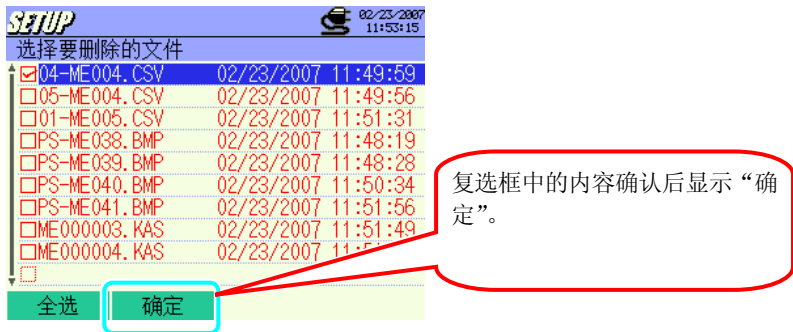 SETUP
02/23/2007
11:53:15
选择要删除的文件
04-ME004.CSV 02/23/2007 11:49:59
05-ME004.CSV 02/23/2007 11:49:56
01-ME005.CSV 02/23/2007 11:51:31
PS-ME038.BMP 02/23/2007 11:48:19
PS-ME039.BMP 02/23/2007 11:48:28
PS-ME040.BMP 02/23/2007 11:50:34
PS-ME041.BMP 02/23/2007 11:51:56
ME000003.KAS 02/23/2007 11:51:49
ME000004.KAS 02/23/2007
全选 确定
复选框中的内容确认后显示“确
定”。